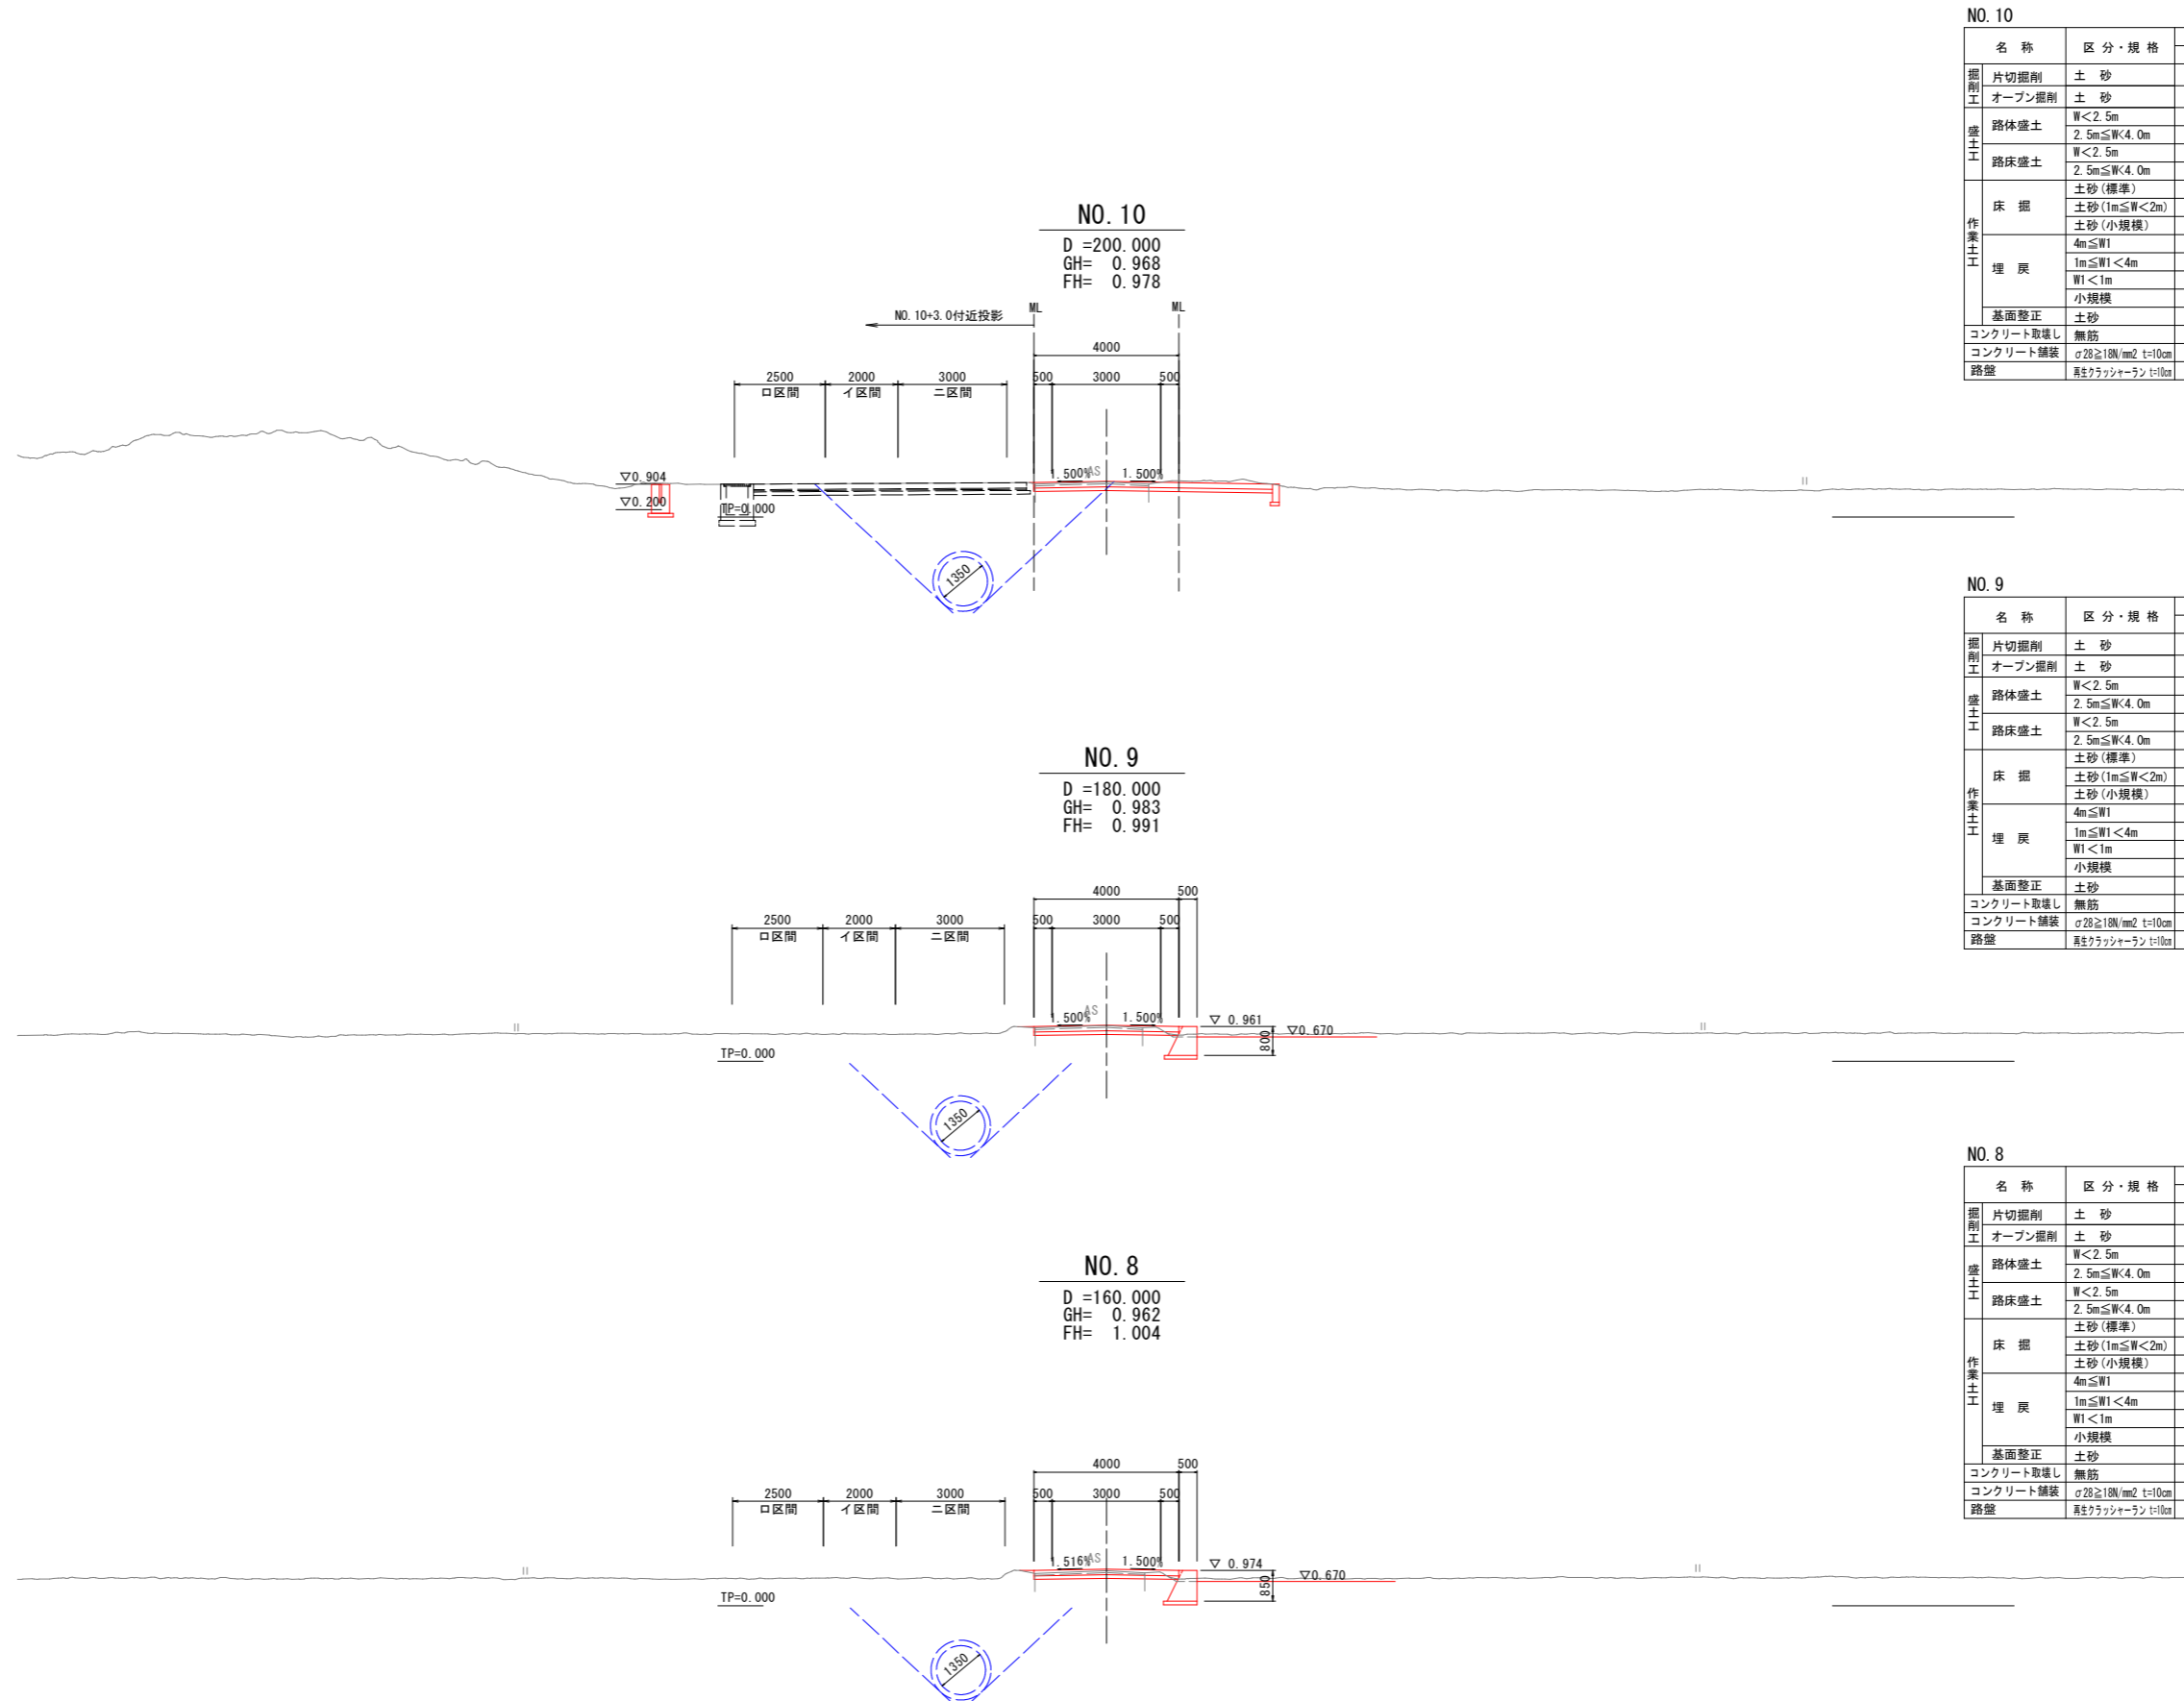 NO. 10
D =200.000
GH= 0.968
FH= 0.978
NO.10+3.0付近投影
ML
ML
4000
500 3000 500
2500 2000 3000
ロ区間 イ区間 ニ区間
1.500% AS 1.500%
▽0.904
▽0.200
TP=0.000
1350
NO. 9
D =180.000
GH= 0.983
FH= 0.991
4000 500
500 3000 500
2500 2000 3000
ロ区間 イ区間 ニ区間
1.500% AS 1.500%
▽ 0.961
▽0.670
800
TP=0.000
1350
NO. 8
D =160.000
GH= 0.962
FH= 1.004
4000 500
500 3000 500
2500 2000 3000
ロ区間 イ区間 ニ区間
1.516% AS 1.500%
▽ 0.974
▽0.670
850
TP=0.000
1350
NO. 10
名 称 区 分・規 格
掘削工 片切掘削 土 砂
オープン掘削 土 砂
盛土工 路体盛土 W<2.5m
2.5m≦W<4.0m
路床盛土 W<2.5m
2.5m≦W<4.0m
作業土工 床 掘 土砂(標準)
土砂(1m≦W<2m)
土砂(小規模)
埋 戻 4m≦W1
1m≦W1<4m
W1<1m
小規模
基面整正 土砂
コンクリート取壊し 無筋
コンクリート舗装 σ28≧18N/mm2 t=10cm
路盤 再生クラッシャーラン t=10cm
NO. 9
名 称 区 分・規 格
掘削工 片切掘削 土 砂
オープン掘削 土 砂
盛土工 路体盛土 W<2.5m
2.5m≦W<4.0m
路床盛土 W<2.5m
2.5m≦W<4.0m
作業土工 床 掘 土砂(標準)
土砂(1m≦W<2m)
土砂(小規模)
埋 戻 4m≦W1
1m≦W1<4m
W1<1m
小規模
基面整正 土砂
コンクリート取壊し 無筋
コンクリート舗装 σ28≧18N/mm2 t=10cm
路盤 再生クラッシャーラン t=10cm
NO. 8
名 称 区 分・規 格
掘削工 片切掘削 土 砂
オープン掘削 土 砂
盛土工 路体盛土 W<2.5m
2.5m≦W<4.0m
路床盛土 W<2.5m
2.5m≦W<4.0m
作業土工 床 掘 土砂(標準)
土砂(1m≦W<2m)
土砂(小規模)
埋 戻 4m≦W1
1m≦W1<4m
W1<1m
小規模
基面整正 土砂
コンクリート取壊し 無筋
コンクリート舗装 σ28≧18N/mm2 t=10cm
路盤 再生クラッシャーラン t=10cm